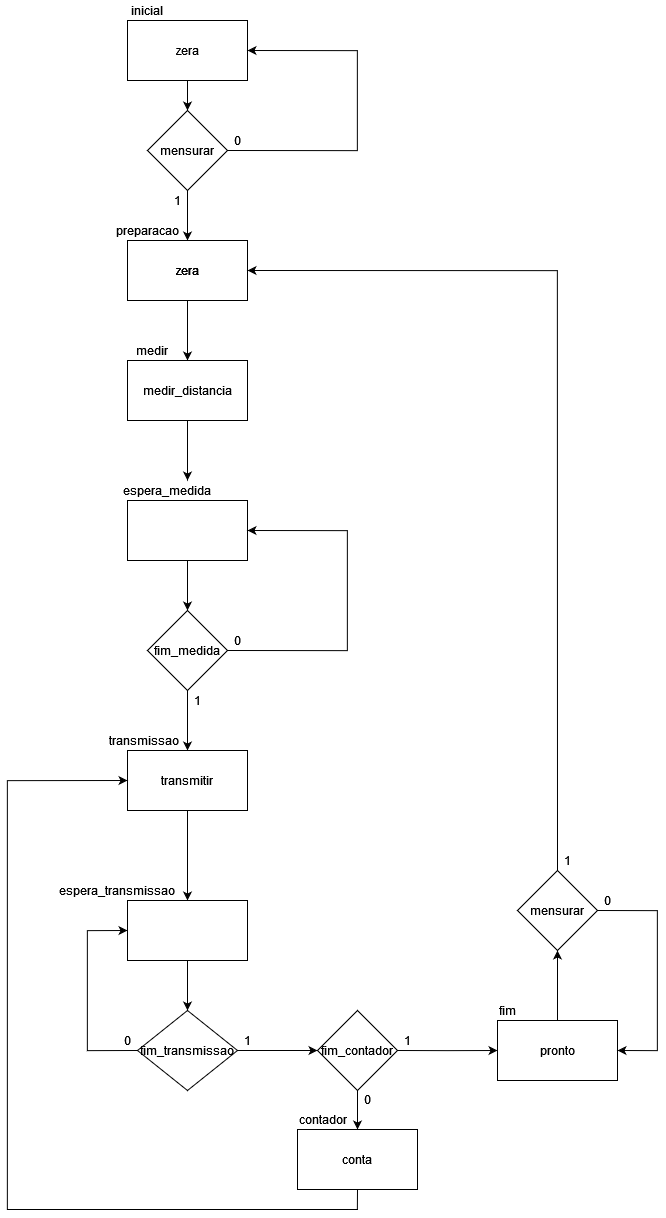 inicial
zera
mensurar
0
1
preparacao
zera
medir
medir_distancia
espera_medida
fim_medida
0
1
transmissao
transmitir
espera_transmissao
fim_transmissao
0
1
fim_contador
1
0
contador
conta
fim
pronto
mensurar
1
0